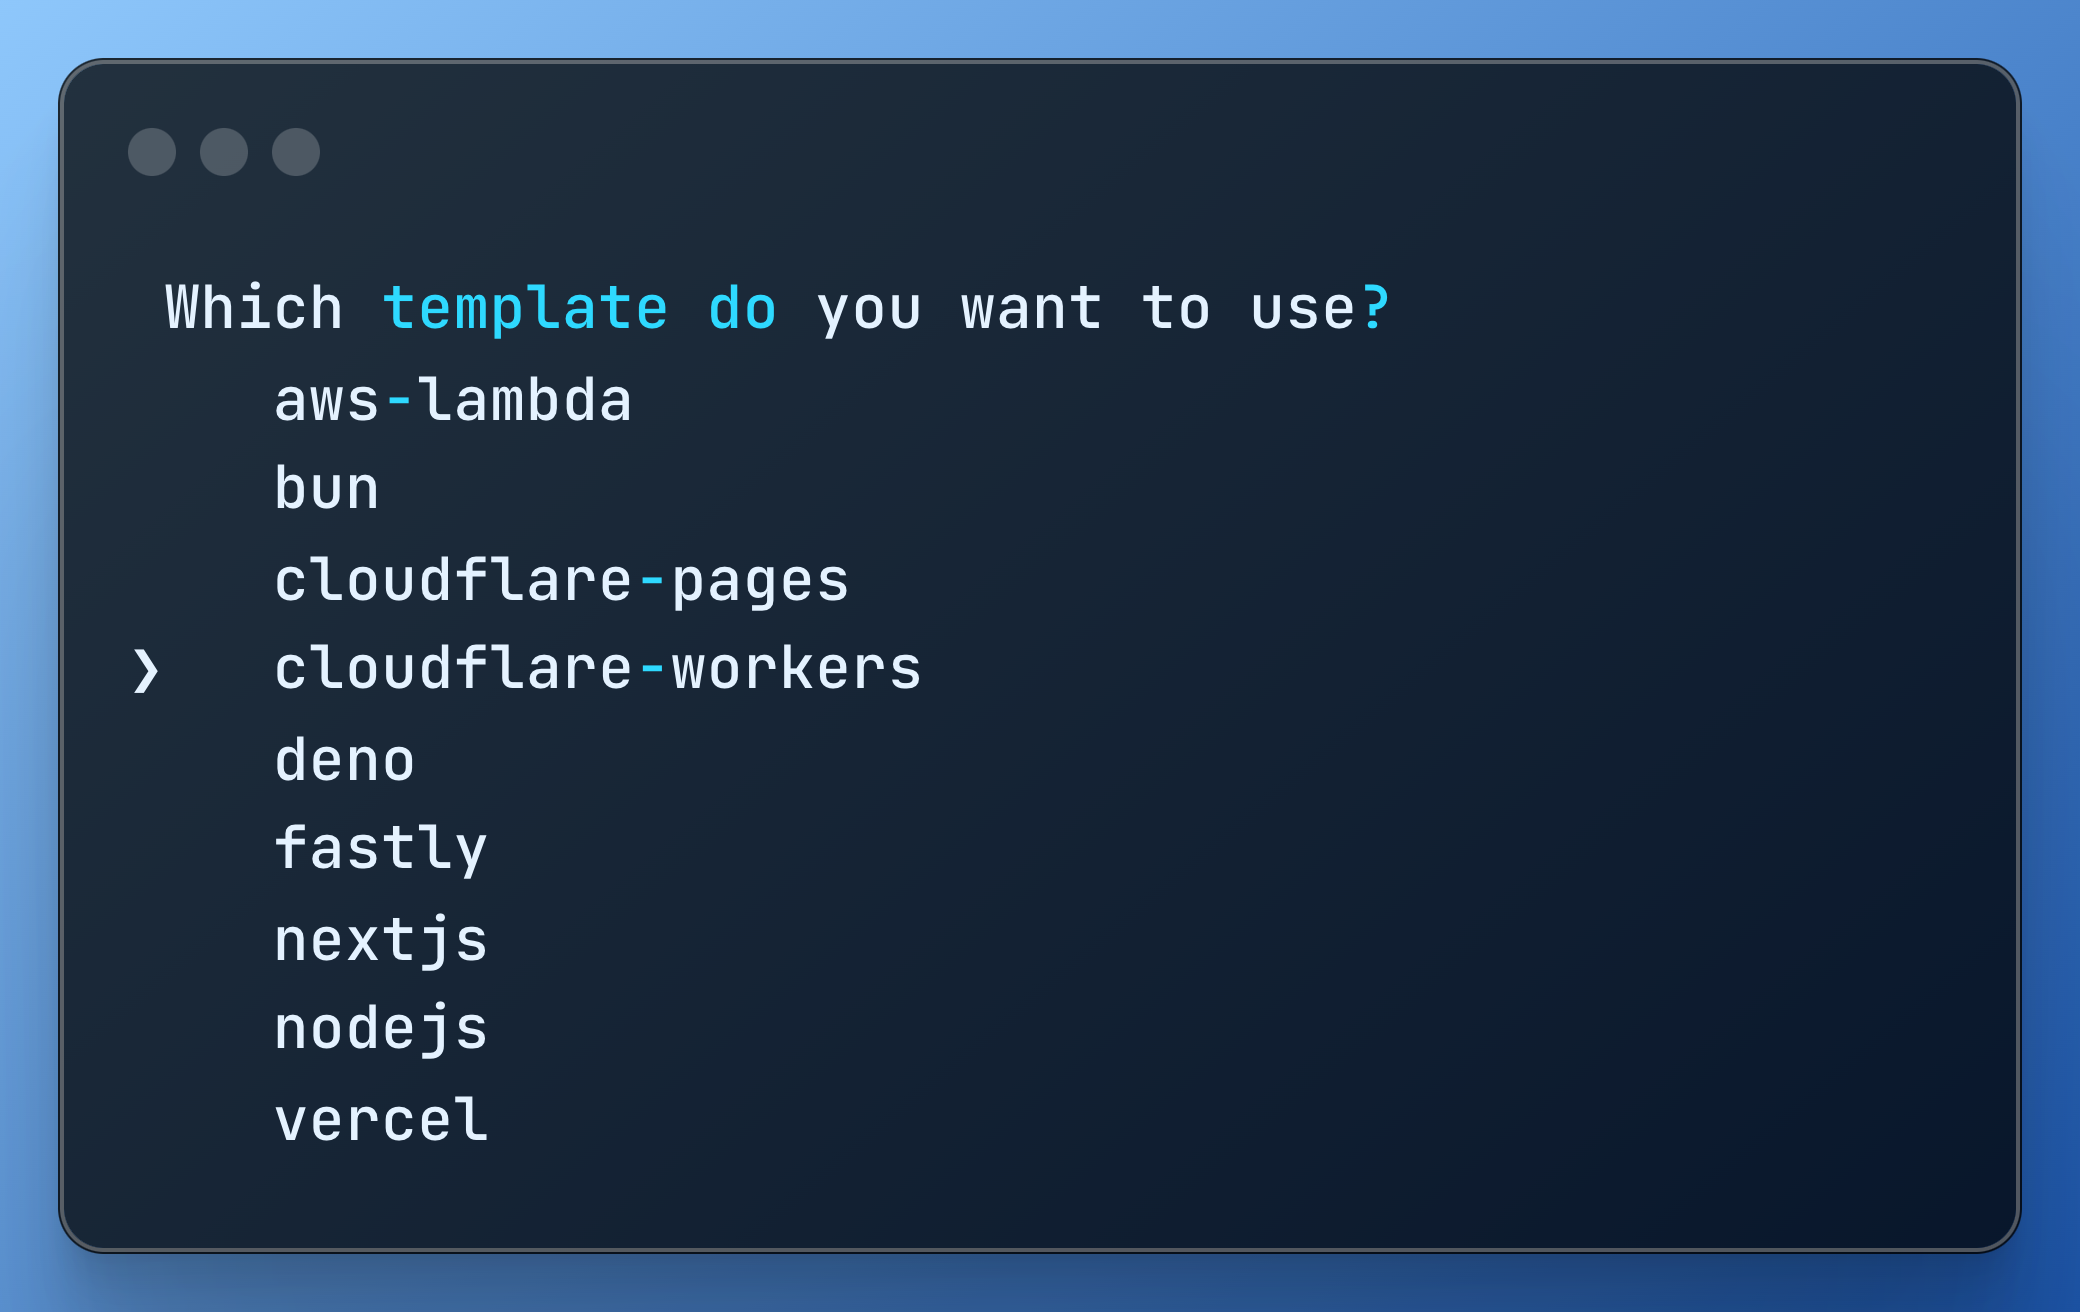 Which template do you want to use?
aws-lambda
bun
cloudflare-pages
❯ cloudflare-workers
deno
fastly
nextjs
nodejs
vercel